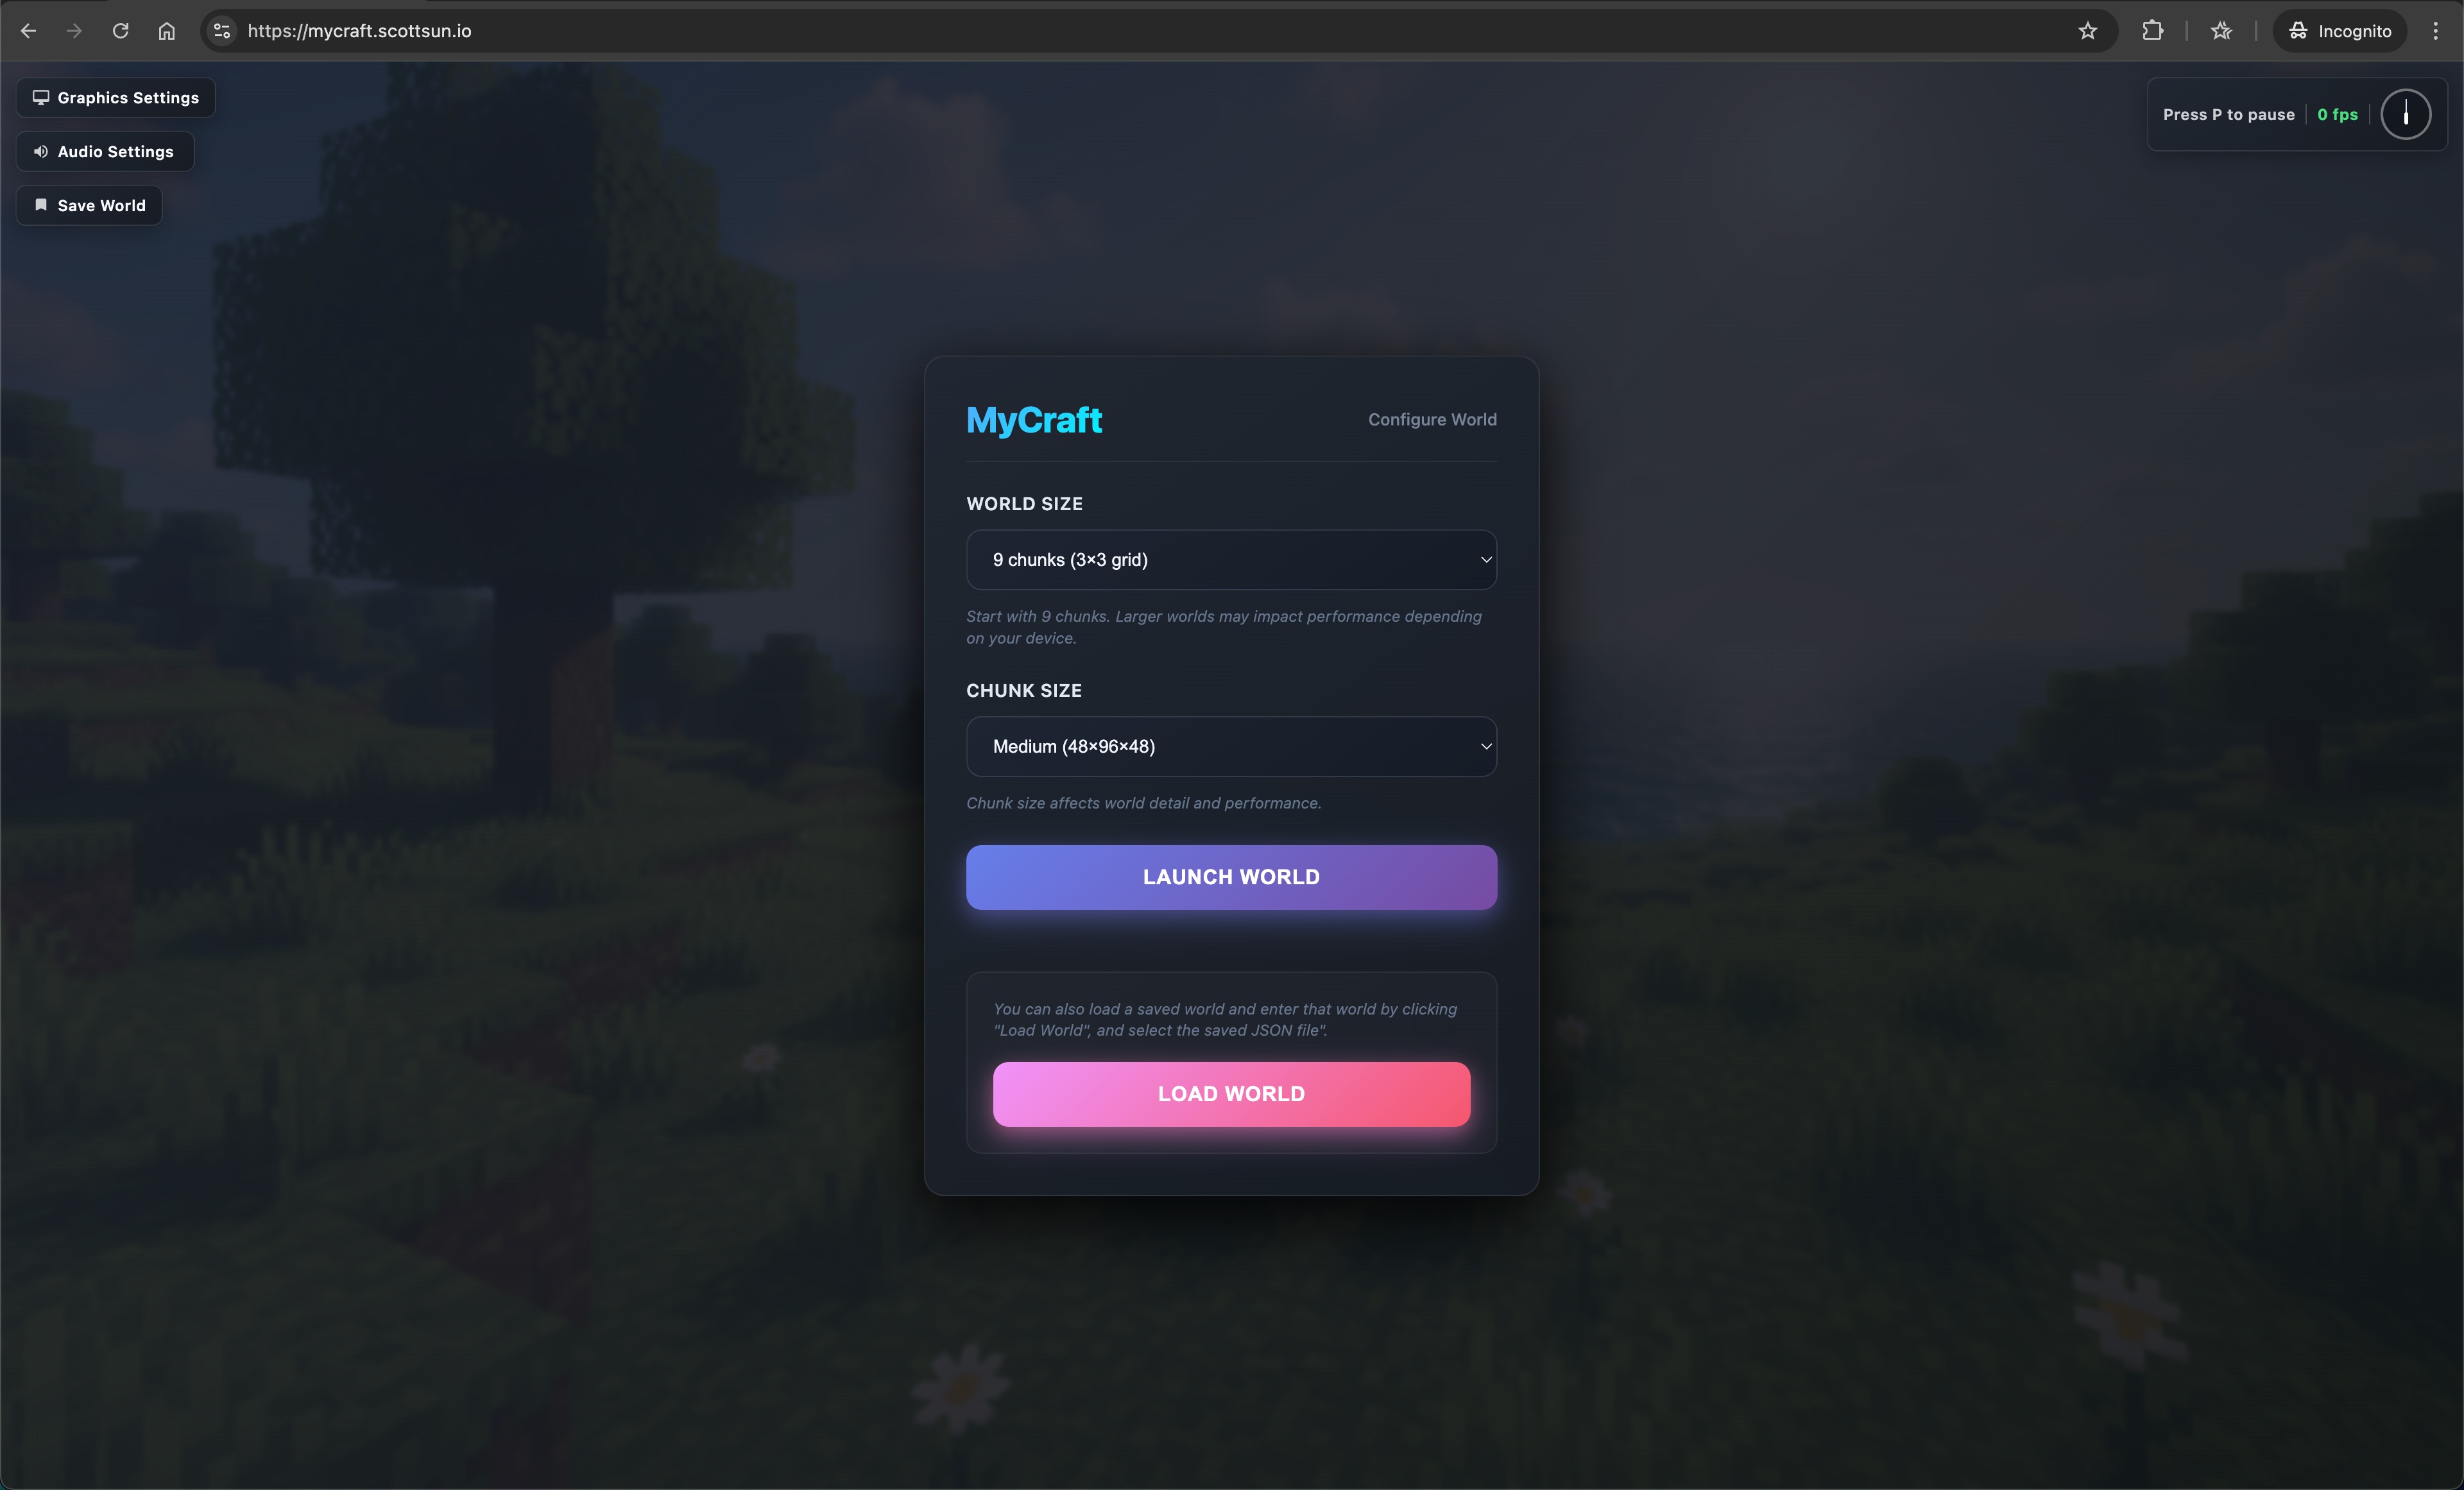 https://mycraft.scottsun.io
Incognito
Graphics Settings
Audio Settings
Save World
Press P to pause
0 fps
MyCraft
Configure World
WORLD SIZE
9 chunks (3×3 grid)
Start with 9 chunks. Larger worlds may impact performance depending
on your device.
CHUNK SIZE
Medium (48×96×48)
Chunk size affects world detail and performance.
LAUNCH WORLD
You can also load a saved world and enter that world by clicking
"Load World", and select the saved JSON file".
LOAD WORLD